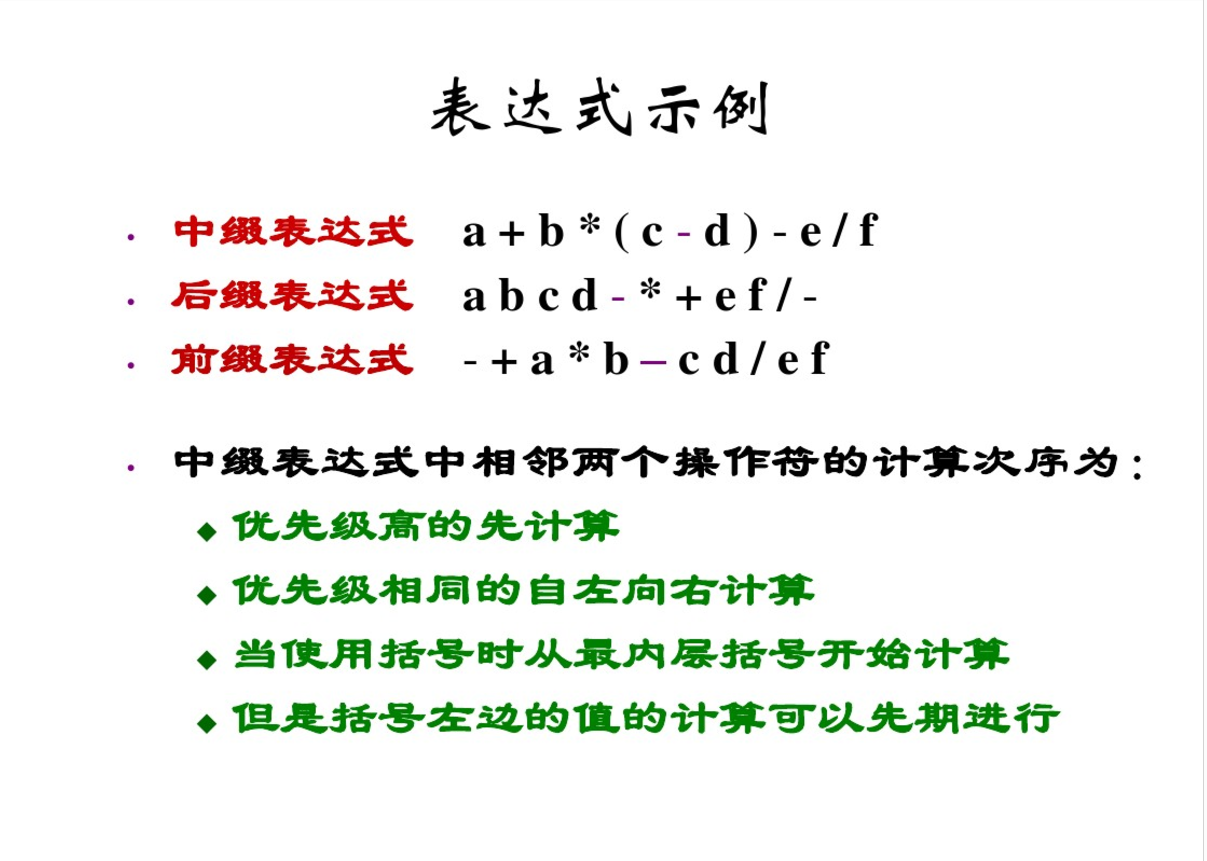 表达式示例
• 中缀表达式 a + b * ( c - d ) - e / f
• 后缀表达式 a b c d - * + e f / -
• 前缀表达式 - + a * b – c d / e f
• 中缀表达式中相邻两个操作符的计算次序为：
◆ 优先级高的先计算
◆ 优先级相同的自左向右计算
◆ 当使用括号时从最内层括号开始计算
◆ 但是括号左边的值的计算可以先期进行